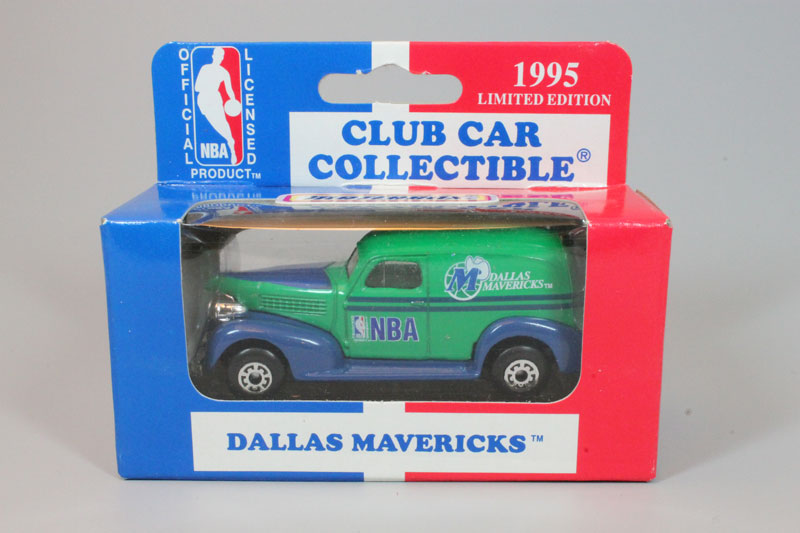 OFFICIAL
LICENSED
NBA
PRODUCT™
1995
LIMITED EDITION
CLUB CAR
COLLECTIBLE®
M DALLAS
MAVERICKS™
NBA
DALLAS MAVERICKS™